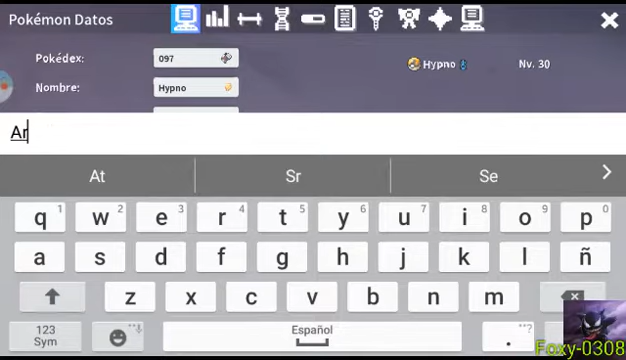 Pokémon Datos
Pokédex: 097 Hypno Nv. 30
Nombre: Hypno
Ar
At Sr Se
q 1 w 2 e 3 r 4 t 5 y 6 u 7 i 8 o 9 p 0
a s d f g h j k l ñ
z x c v b n m
123 Sym Español . ,,?
Foxy-0308